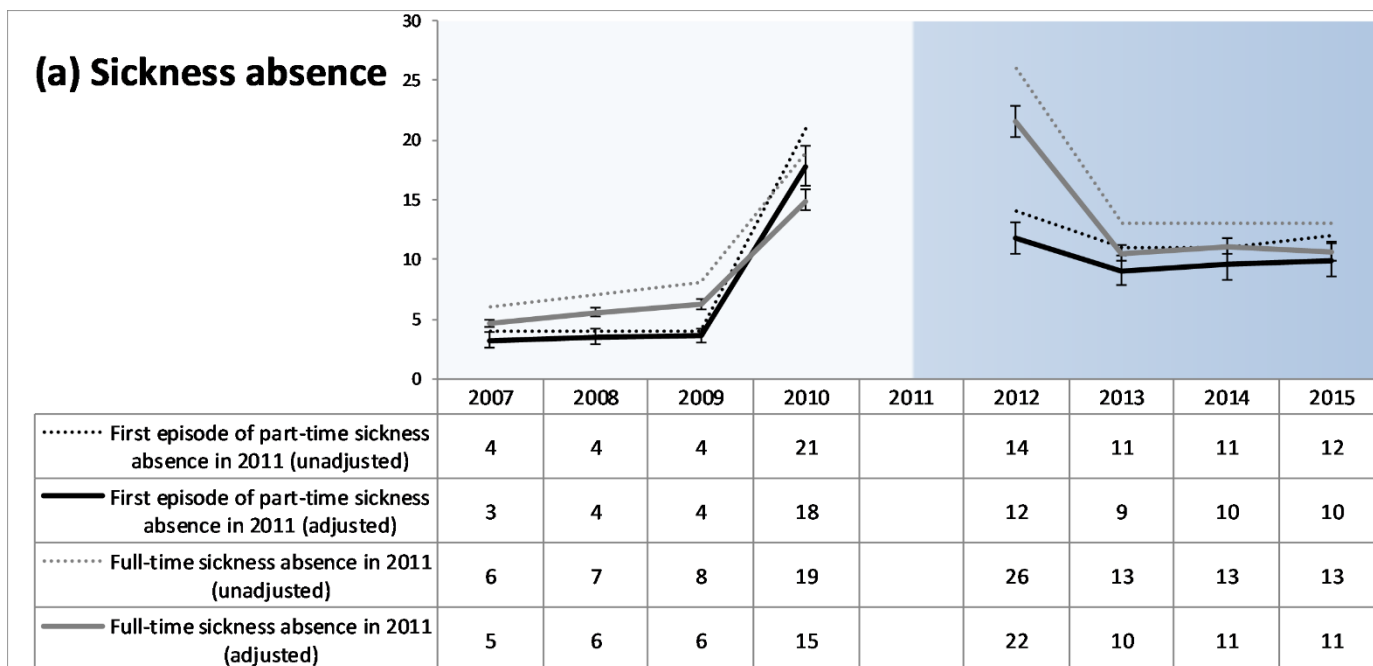 30
(a) Sickness absence
25
20
15
10
5
0
2007 2008 2009 2010 2011 2012 2013 2014 2015
First episode of part-time sickness
absence in 2011 (unadjusted)
4 4 4 21 14 11 11 12
First episode of part-time sickness
absence in 2011 (adjusted)
3 4 4 18 12 9 10 10
Full-time sickness absence in 2011
(unadjusted)
6 7 8 19 26 13 13 13
Full-time sickness absence in 2011
(adjusted)
5 6 6 15 22 10 11 11